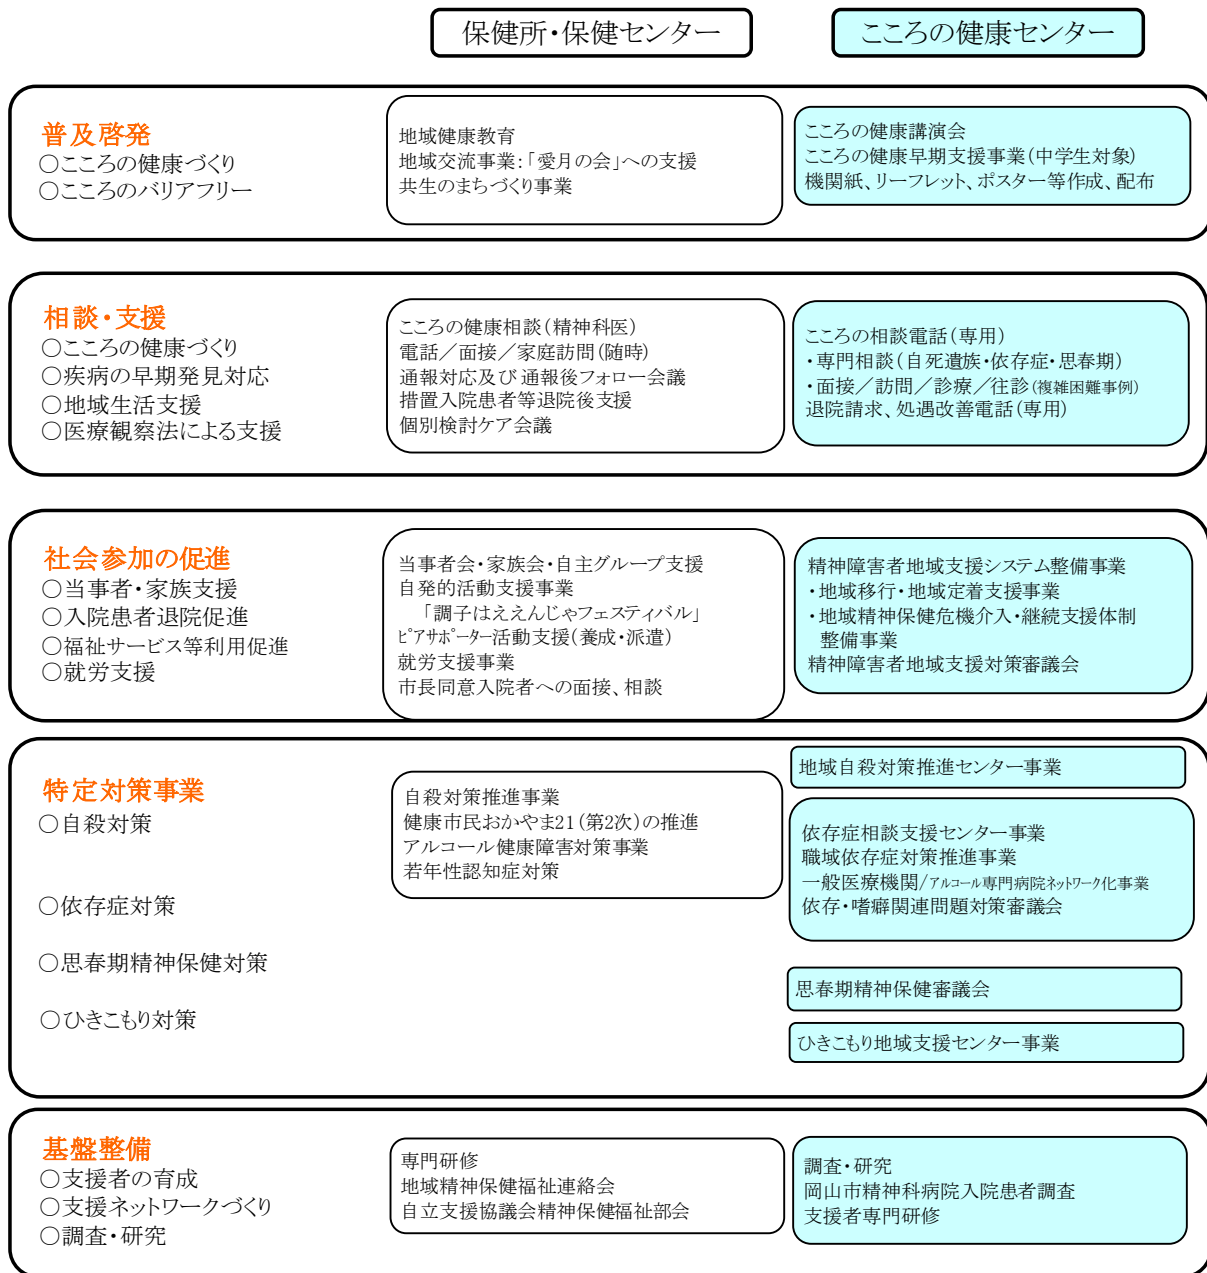 保健所・保健センター
こころの健康センター
普及啓発
○こころの健康づくり
○こころのバリアフリー
地域健康教育
地域交流事業:「愛月の会」への支援
共生のまちづくり事業
こころの健康講演会
こころの健康早期支援事業(中学生対象)
機関紙、リーフレット、ポスター等作成、配布
相談・支援
○こころの健康づくり
○疾病の早期発見対応
○地域生活支援
○医療観察法による支援
こころの健康相談(精神科医)
電話/面接/家庭訪問(随時)
通報対応及び通報後フォロー会議
措置入院患者等退院後支援
個別検討ケア会議
こころの相談電話(専用)
・専門相談(自死遺族・依存症・思春期)
・面接/訪問/診療/往診(複雑困難事例)
退院請求、処遇改善電話(専用)
社会参加の促進
○当事者・家族支援
○入院患者退院促進
○福祉サービス等利用促進
○就労支援
当事者会・家族会・自主グループ支援
自発的活動支援事業
「調子はええんじゃフェスティバル」
ピアサポーター活動支援(養成・派遣)
就労支援事業
市長同意入院者への面接、相談
精神障害者地域支援システム整備事業
・地域移行・地域定着支援事業
・地域精神保健危機介入・継続支援体制
整備事業
精神障害者地域支援対策審議会
特定対策事業
○自殺対策
○依存症対策
○思春期精神保健対策
○ひきこもり対策
自殺対策推進事業
健康市民おかやま21(第2次)の推進
アルコール健康障害対策事業
若年性認知症対策
地域自殺対策推進センター事業
依存症相談支援センター事業
職域依存症対策推進事業
一般医療機関/アルコール専門病院ネットワーク化事業
依存・嗜癖関連問題対策審議会
思春期精神保健審議会
ひきこもり地域支援センター事業
基盤整備
○支援者の育成
○支援ネットワークづくり
○調査・研究
専門研修
地域精神保健福祉連絡会
自立支援協議会精神保健福祉部会
調査・研究
岡山市精神科病院入院患者調査
支援者専門研修